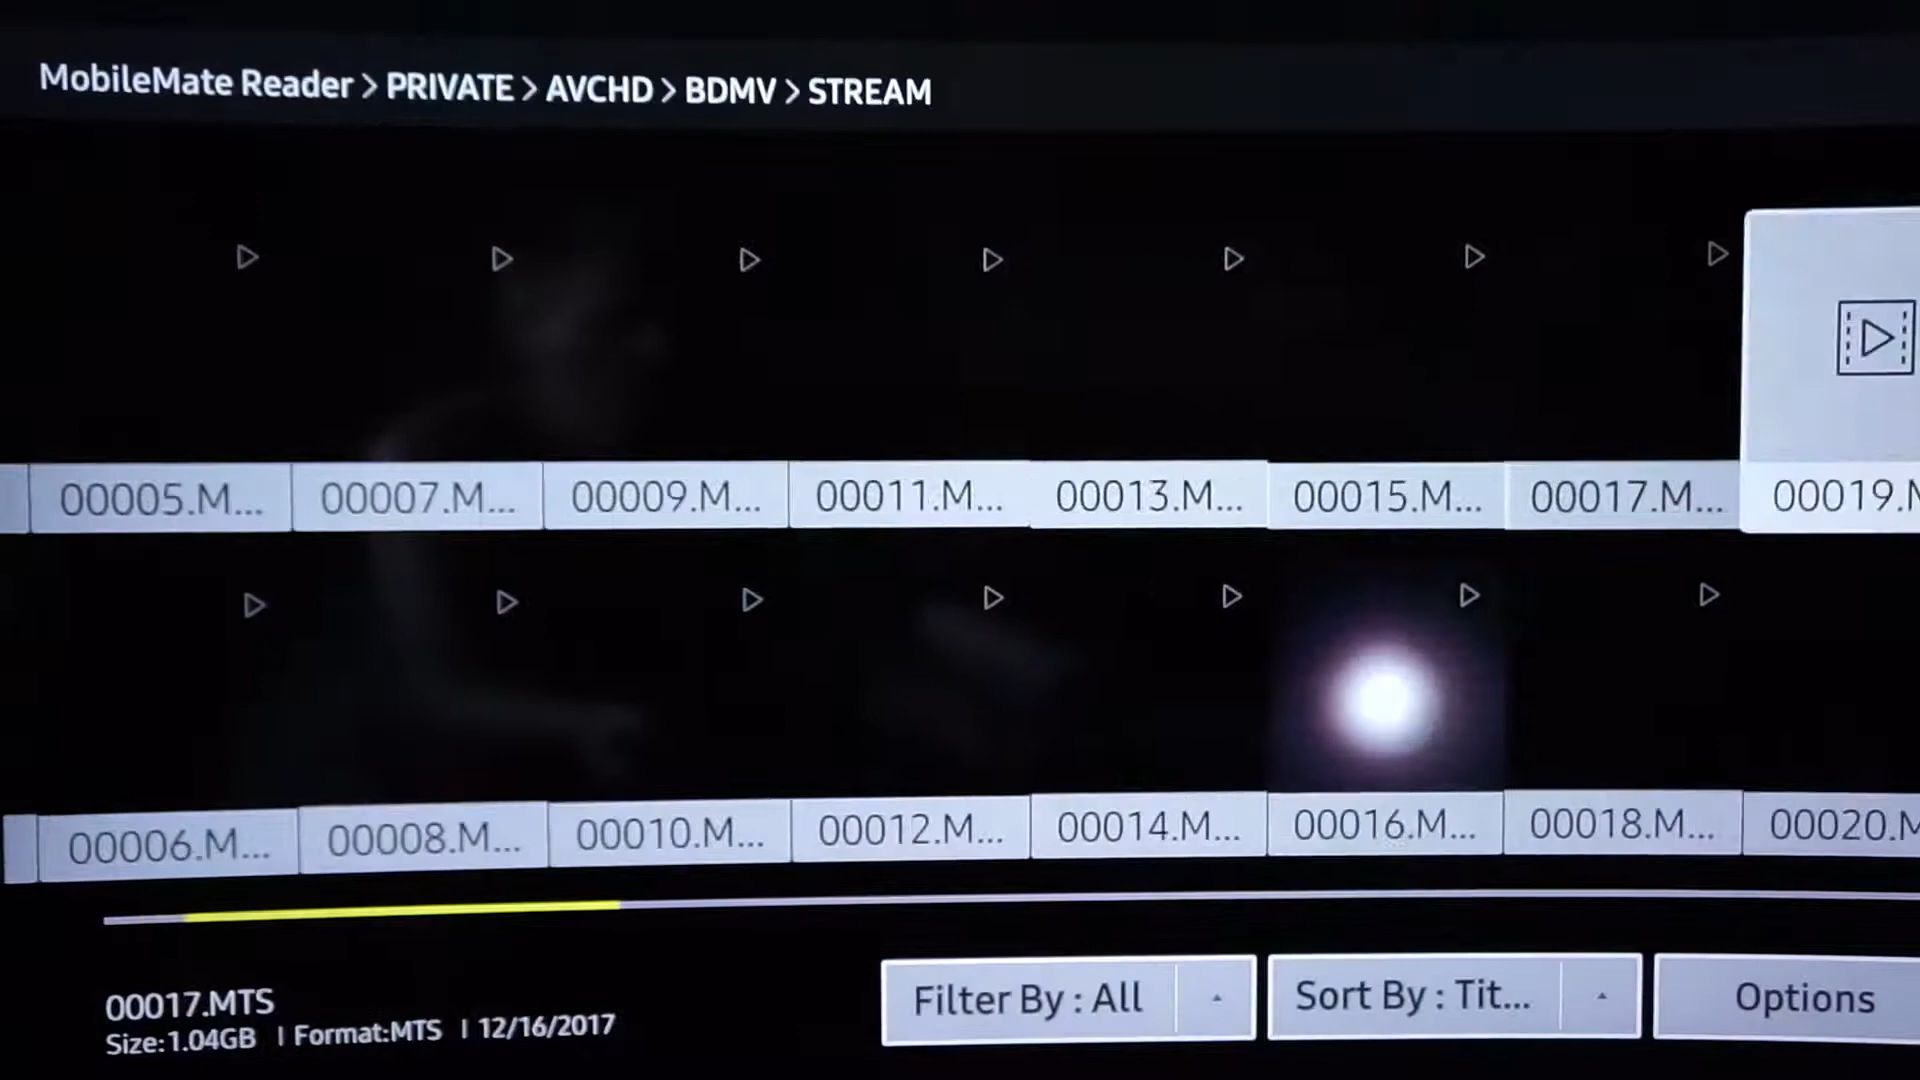 MobileMate Reader > PRIVATE > AVCHD > BDMV > STREAM
00005.M... 00007.M... 00009.M... 00011.M... 00013.M... 00015.M... 00017.M... 00019.M
00006.M... 00008.M... 00010.M... 00012.M... 00014.M... 00016.M... 00018.M... 00020.M
00017.MTS
Size:1.04GB | Format:MTS | 12/16/2017
Filter By : All
Sort By : Tit...
Options